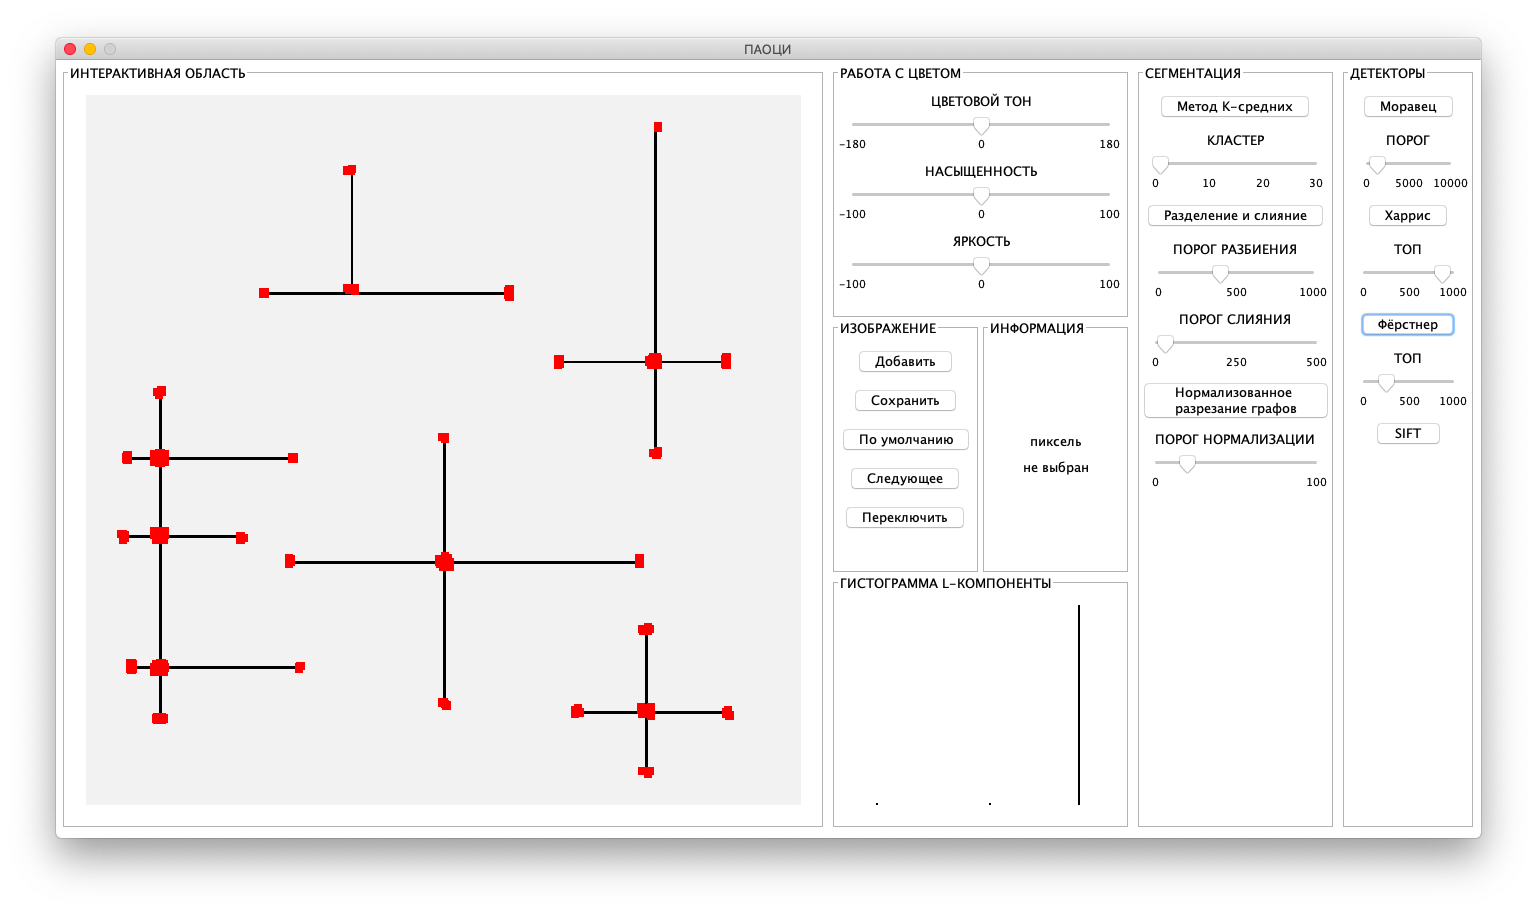 ПАОЦИ
ИНТЕРАКТИВНАЯ ОБЛАСТЬ
РАБОТА С ЦВЕТОМ
ЦВЕТОВОЙ ТОН
-180 0 180
НАСЫЩЕННОСТЬ
-100 0 100
ЯРКОСТЬ
-100 0 100
ИЗОБРАЖЕНИЕ
Добавить
Сохранить
По умолчанию
Следующее
Переключить
ИНФОРМАЦИЯ
пиксель
не выбран
ГИСТОГРАММА L-КОМПОНЕНТЫ
СЕГМЕНТАЦИЯ
Метод К-средних
КЛАСТЕР
0 10 20 30
Разделение и слияние
ПОРОГ РАЗБИЕНИЯ
0 500 1000
ПОРОГ СЛИЯНИЯ
0 250 500
Нормализованное
разрезание графов
ПОРОГ НОРМАЛИЗАЦИИ
0 100
ДЕТЕКТОРЫ
Моравец
ПОРОГ
0 5000 10000
Харрис
ТОП
0 500 1000
Фёрстнер
ТОП
0 500 1000
SIFT